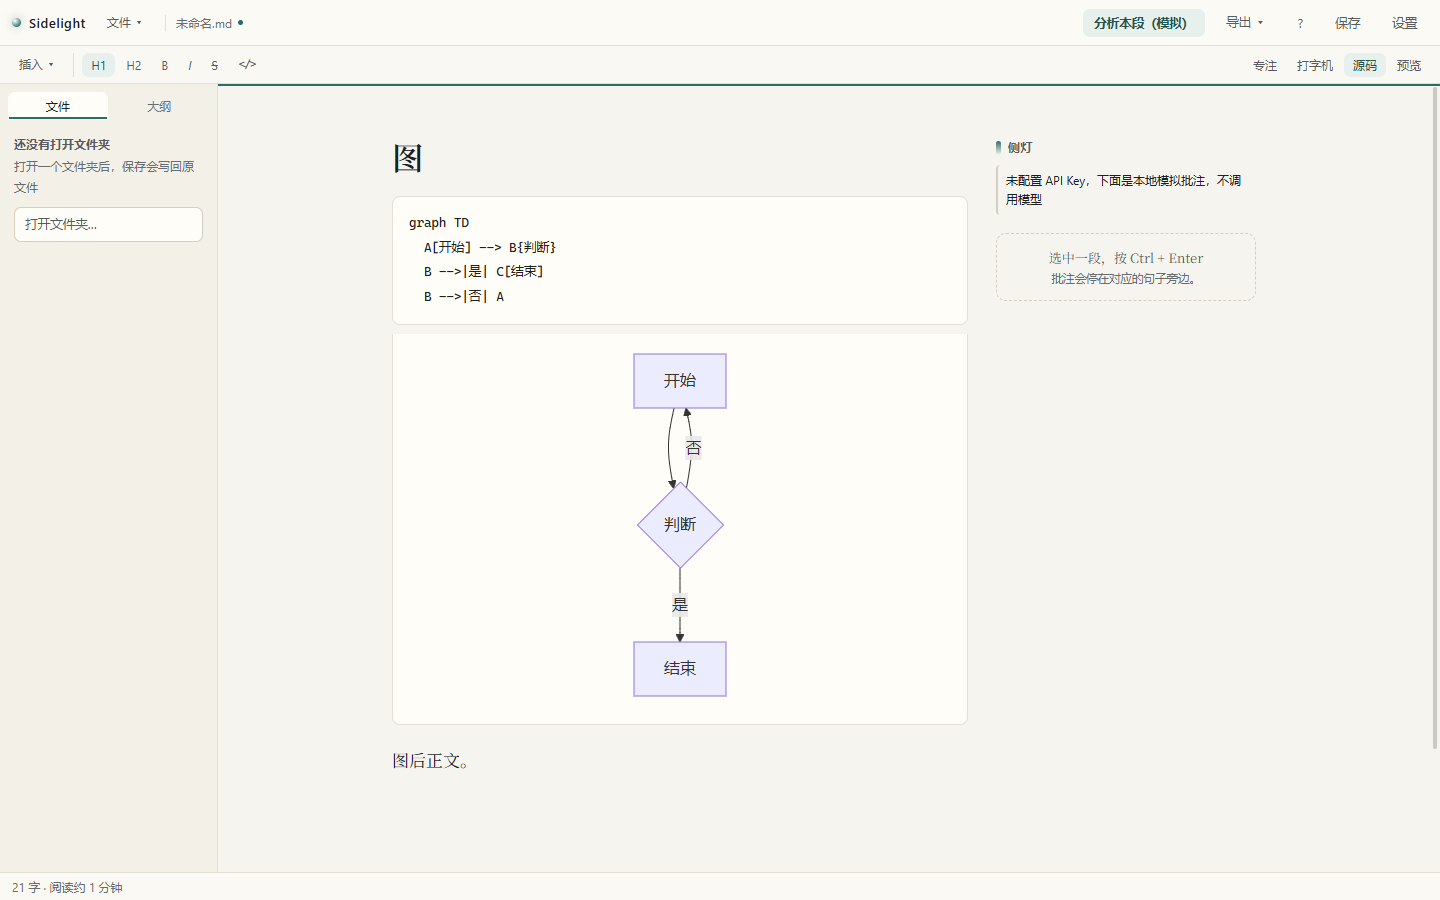 Sidelight
文件
未命名.md
分析本段（模拟）
导出
?
保存
设置
插入
H1
H2
B
I
S
</>
专注
打字机
源码
预览
文件
大纲
还没有打开文件夹
打开一个文件夹后，保存会写回原
文件
打开文件夹...
图
graph TD
A[开始] --> B{判断}
B -->|是| C[结束]
B -->|否| A
开始
否
判断
是
结束
图后正文。
侧灯
未配置 API Key，下面是本地模拟批注，不调
用模型
选中一段，按 Ctrl + Enter
批注会停在对应的句子旁边。
21 字 · 阅读约 1 分钟